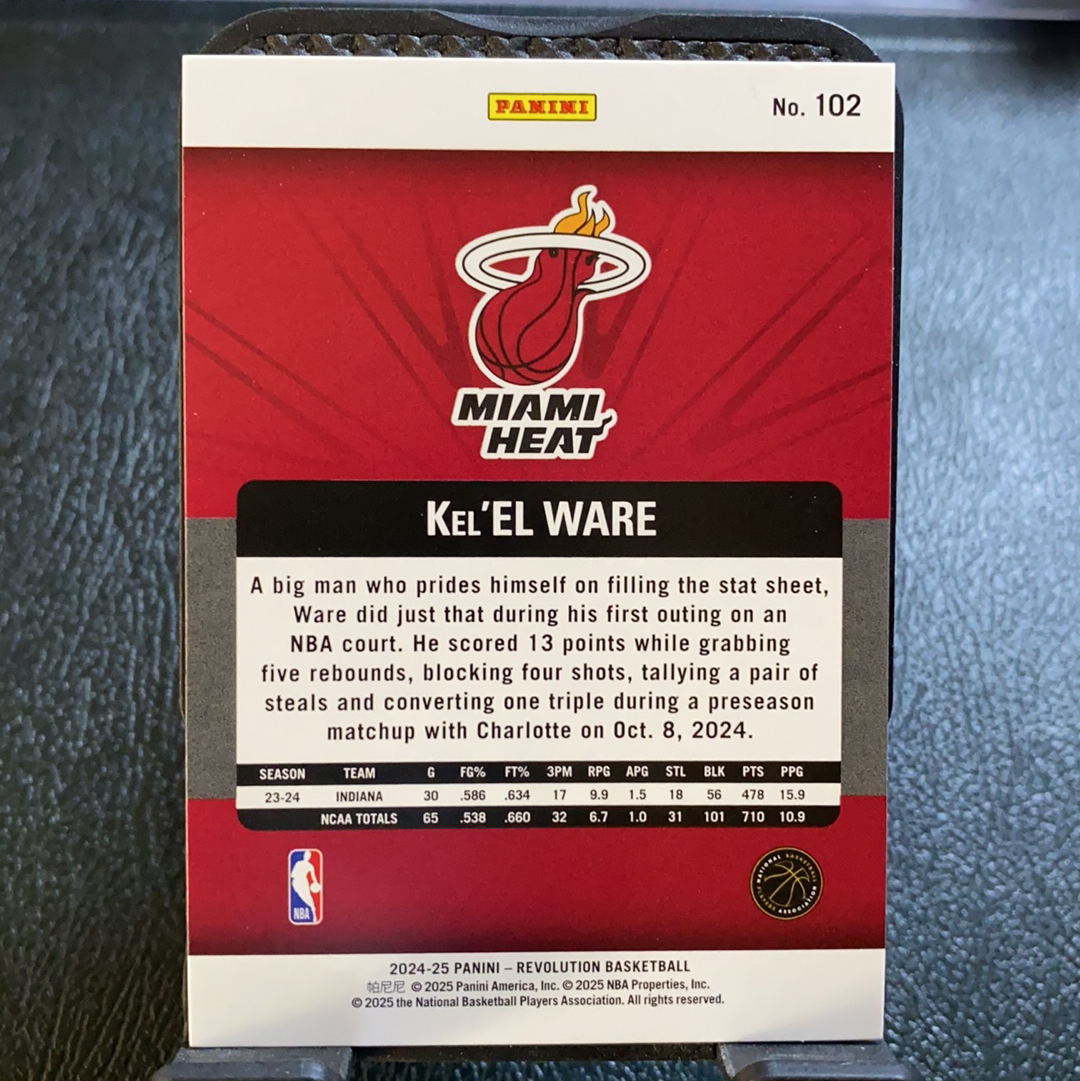 PANINI
No. 102
MIAMI
HEAT
KEL'EL WARE
A big man who prides himself on filling the stat sheet,
Ware did just that during his first outing on an
NBA court. He scored 13 points while grabbing
five rebounds, blocking four shots, tallying a pair of
steals and converting one triple during a preseason
matchup with Charlotte on Oct. 8, 2024.
SEASON TEAM G FG% FT% 3PM RPG APG STL BLK PTS PPG
23-24 INDIANA 30 .586 .634 17 9.9 1.5 18 56 478 15.9
NCAA TOTALS 65 .538 .660 32 6.7 1.0 31 101 710 10.9
NBA
NATIONAL BASKETBALL
PLAYERS ASSOCIATION
2024-25 PANINI – REVOLUTION BASKETBALL
帕尼尼 © 2025 Panini America, Inc. © 2025 NBA Properties, Inc.
© 2025 the National Basketball Players Association. All rights reserved.